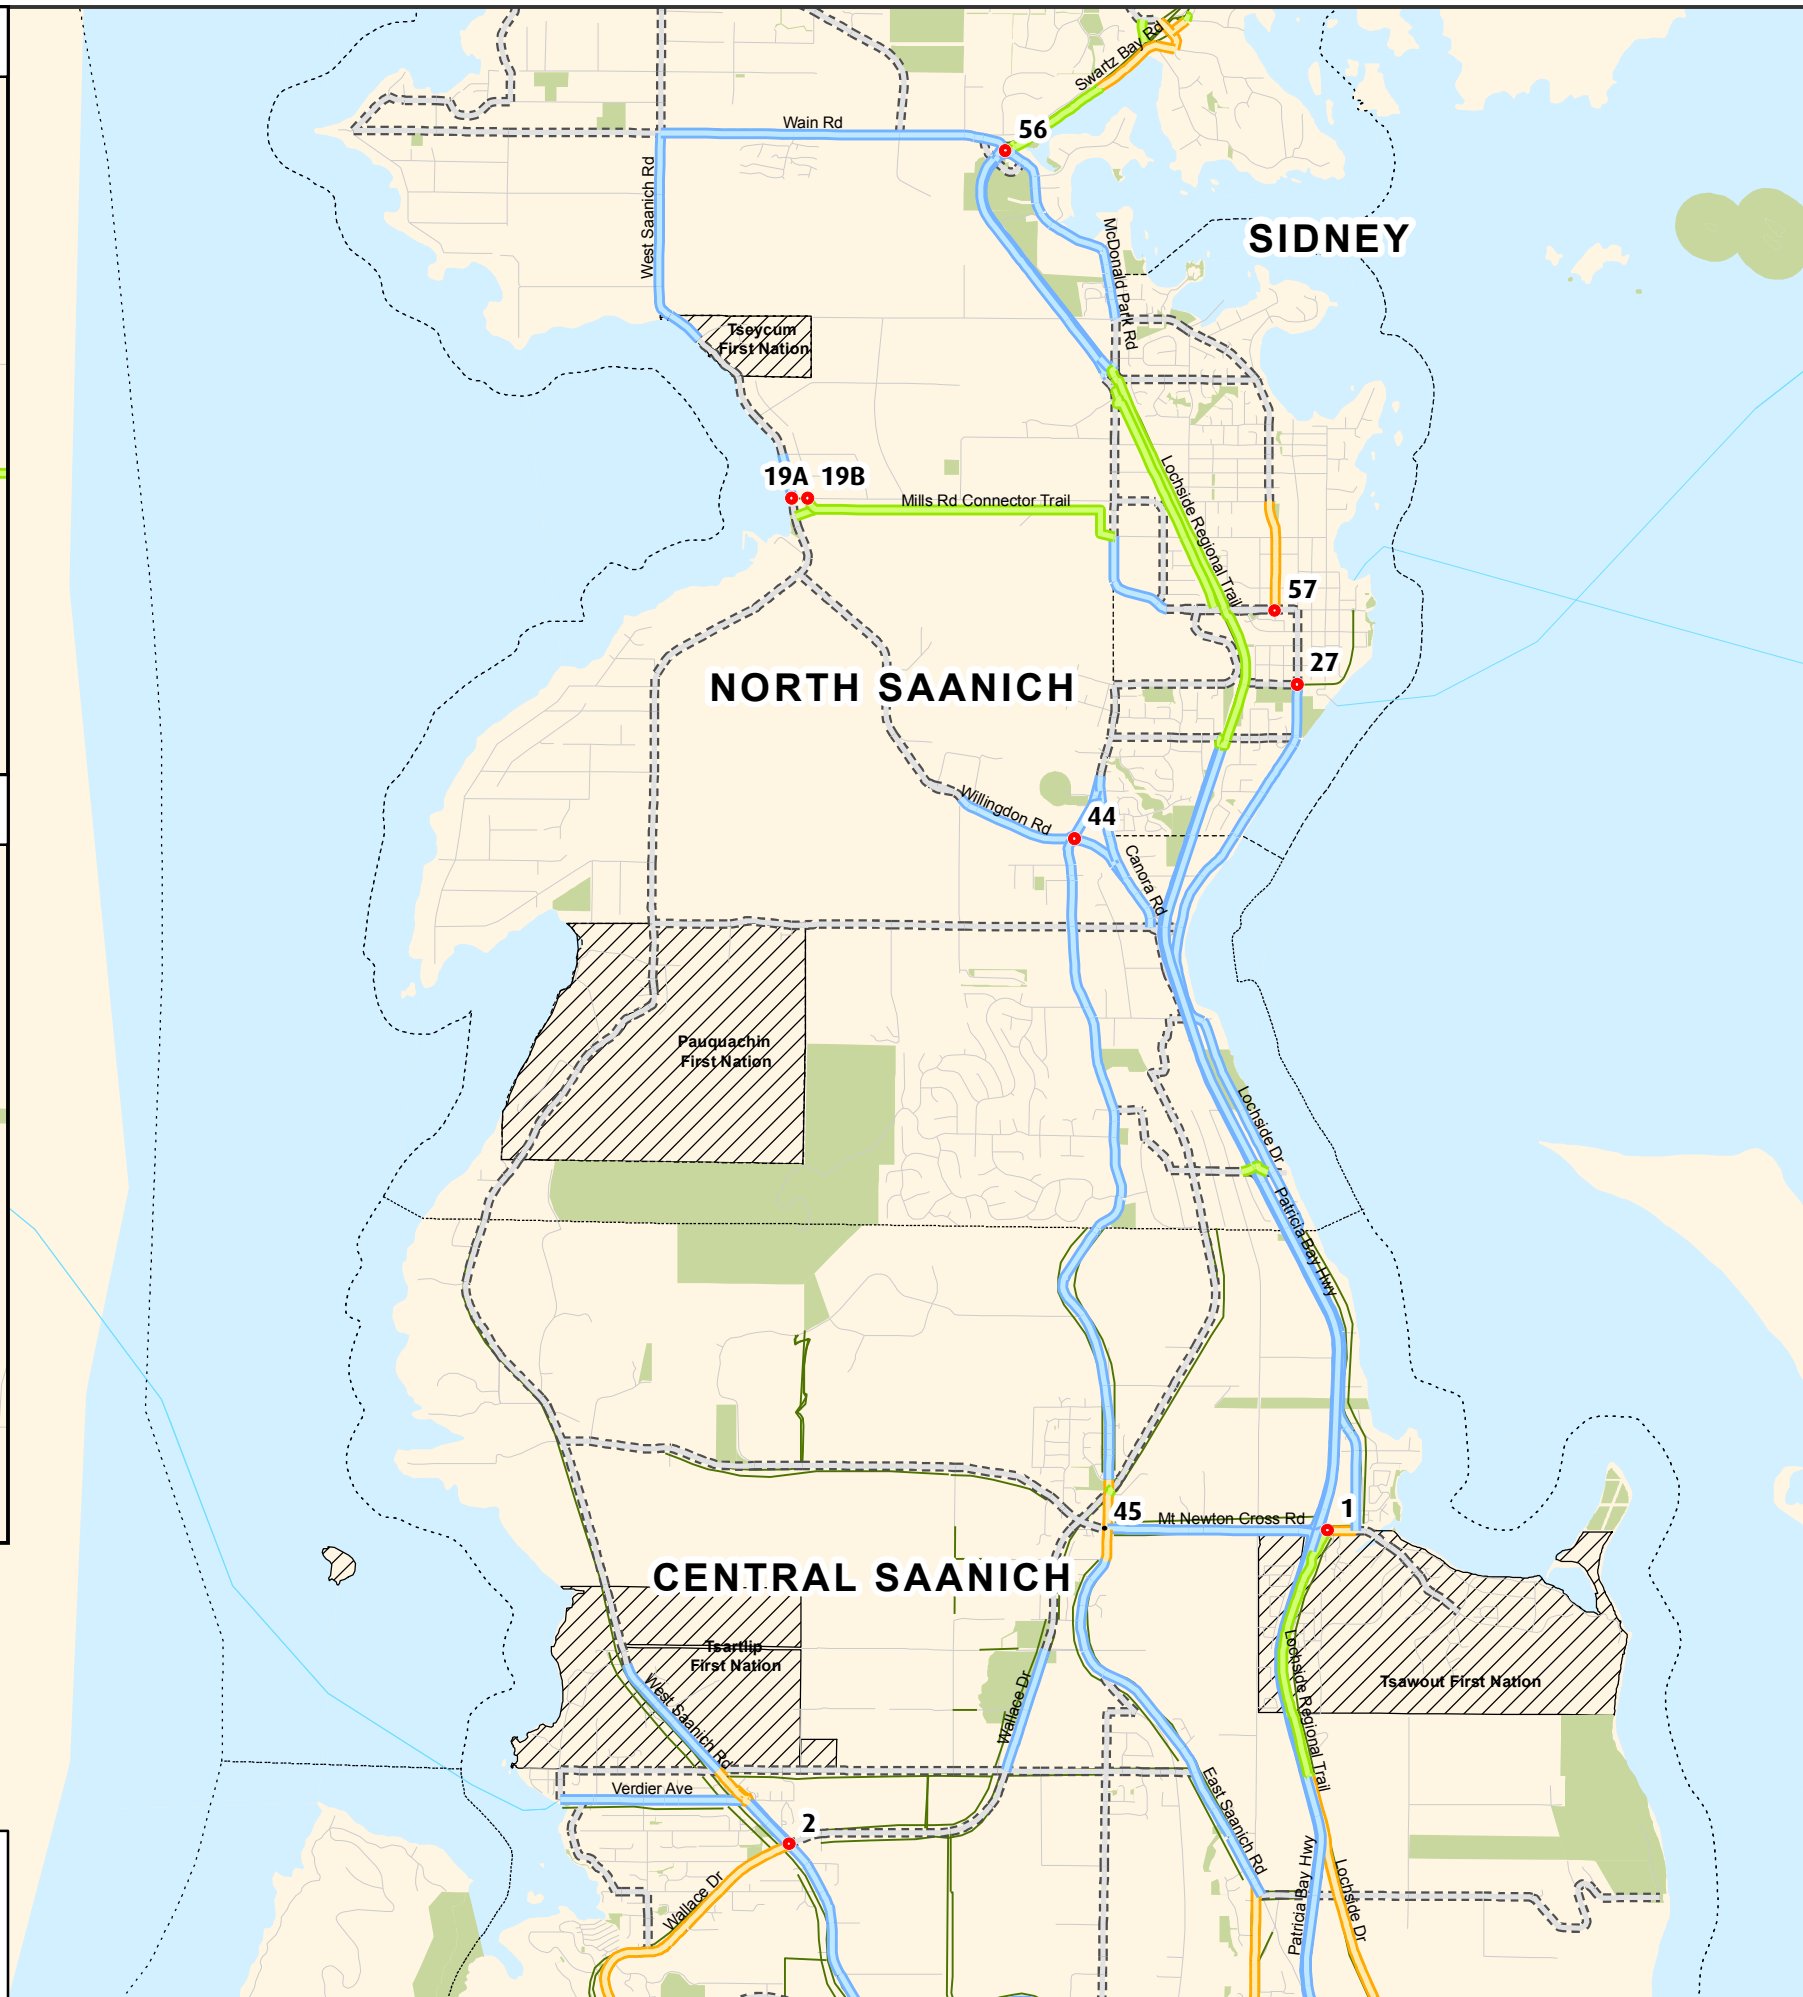 Swartz Bay Rd
Wain Rd
56
West Saanich Rd
McDonald Park Rd
SIDNEY
Tseycum
First Nation
19A
19B
Mills Rd Connector Trail
Lochside Regional Trail
57
27
NORTH SAANICH
Willingdon Rd
44
Canora Rd
Pauquachin
First Nation
Lochside Dr
Patricia Bay Hwy
45
Mt Newton Cross Rd
1
CENTRAL SAANICH
Tsartlip
First Nation
West Saanich Rd
Wallace Dr
Lochside Regional Trail
Tsawout First Nation
Verdier Ave
East Saanich Rd
2
Wallace Dr
Patricia Bay Hwy
Lochside Dr